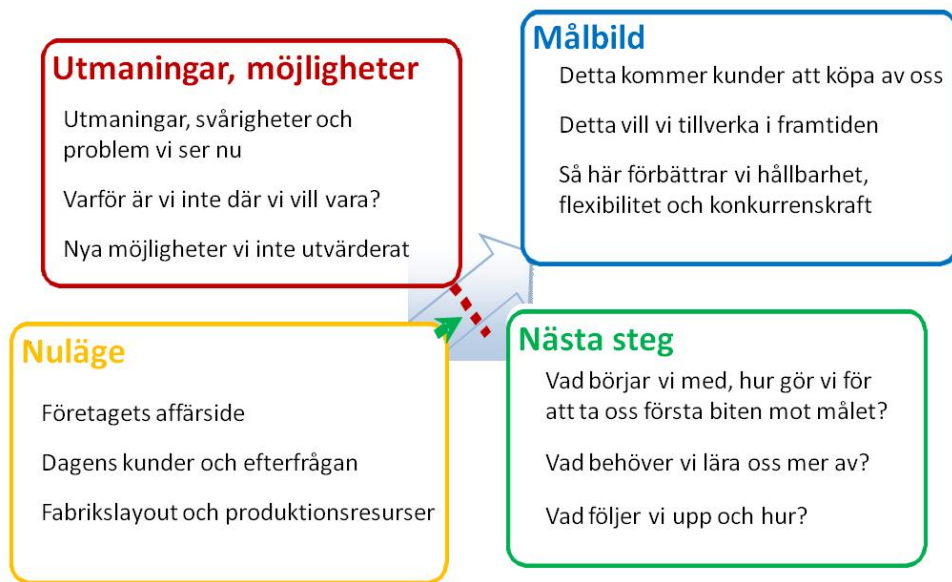 Utmaningar, möjligheter
Utmaningar, svårigheter och
problem vi ser nu
Varför är vi inte där vi vill vara?
Nya möjligheter vi inte utvärderat
Målbild
Detta kommer kunder att köpa av oss
Detta vill vi tillverka i framtiden
Så här förbättrar vi hållbarhet,
flexibilitet och konkurrenskraft
Nuläge
Företagets affärside
Dagens kunder och efterfrågan
Fabrikslayout och produktionsresurser
Nästa steg
Vad börjar vi med, hur gör vi för
att ta oss första biten mot målet?
Vad behöver vi lära oss mer av?
Vad följer vi upp och hur?